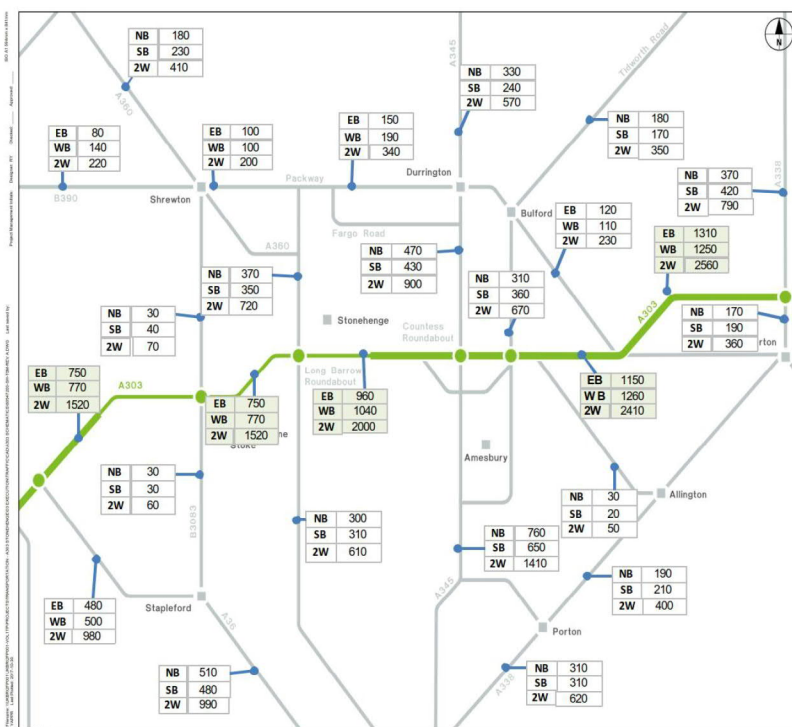 N
NB 180
SB 230
2W 410
A360
EB 80
WB 140
2W 220
B390
EB 100
WB 100
2W 200
Shrewton
Packway
EB 150
WB 190
2W 340
A345
NB 330
SB 240
2W 570
Durrington
Tidworth Road
NB 180
SB 170
2W 350
A338
NB 370
SB 420
2W 790
Bulford
EB 120
WB 110
2W 230
Fargo Road
A360
NB 470
SB 430
2W 900
EB 1310
WB 1250
2W 2560
A303
NB 370
SB 350
2W 720
NB 310
SB 360
2W 670
NB 170
SB 190
2W 360
rton
NB 30
SB 40
2W 70
Stonehenge
Countess
Roundabout
EB 750
WB 770
2W 1520
A303
EB 750
WB 770
2W 1520
ne
Stoke
Long Barrow
Roundabout
EB 960
WB 1040
2W 2000
EB 1150
WB 1260
2W 2410
Amesbury
NB 30
SB 30
2W 60
B3083
NB 30
SB 20
2W 50
Allington
NB 300
SB 310
2W 610
NB 760
SB 650
2W 1410
A345
NB 190
SB 210
2W 400
EB 480
WB 500
2W 980
Stapleford
A36
Porton
NB 510
SB 480
2W 990
A338
NB 310
SB 310
2W 620